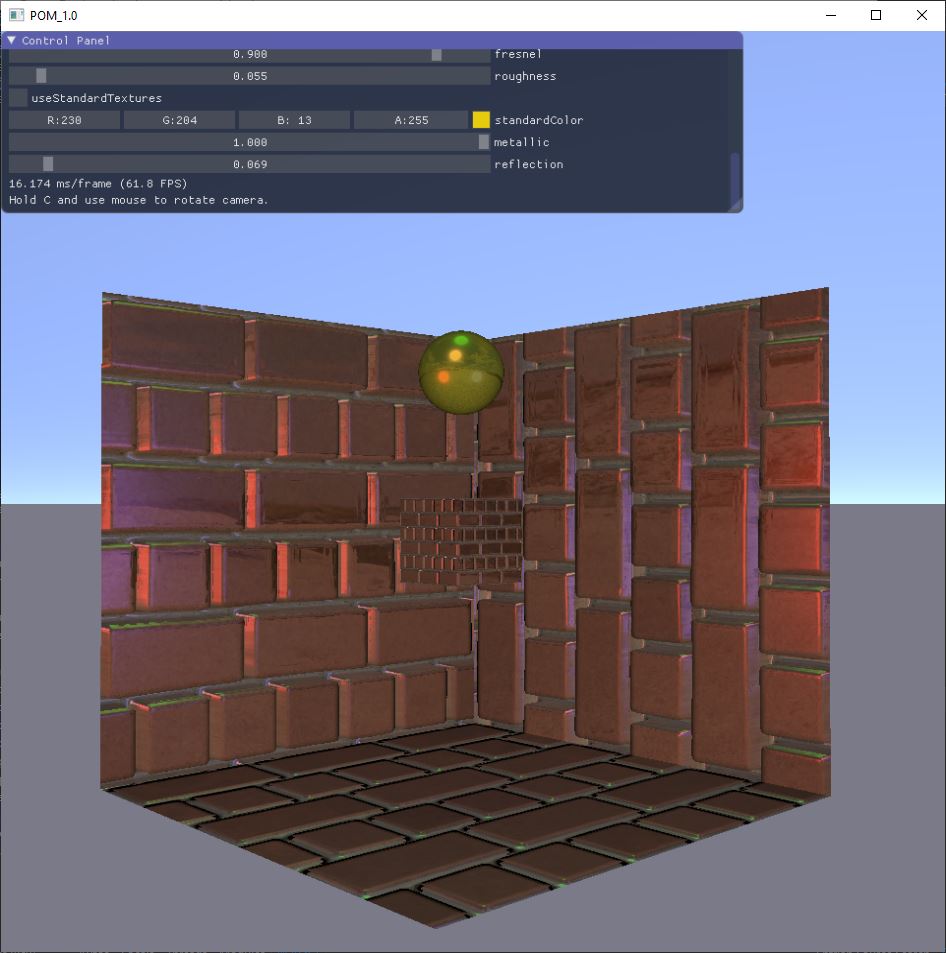 POM_1.0
Control Panel
0.908 fresnel
0.055 roughness
useStandardTextures
R:230 G:204 B: 13 A:255 standardColor
1.000 metallic
0.069 reflection
16.174 ms/frame (61.8 FPS)
Hold C and use mouse to rotate camera.